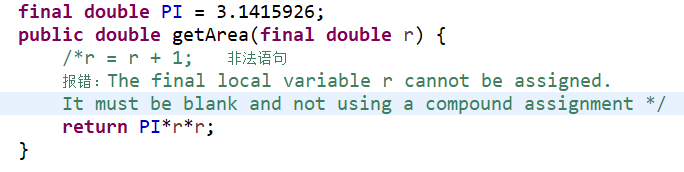 final double PI = 3.1415926;
public double getArea(final double r) {
/*r = r + 1; 非法语句
报错：The final local variable r cannot be assigned.
It must be blank and not using a compound assignment */
return PI*r*r;
}